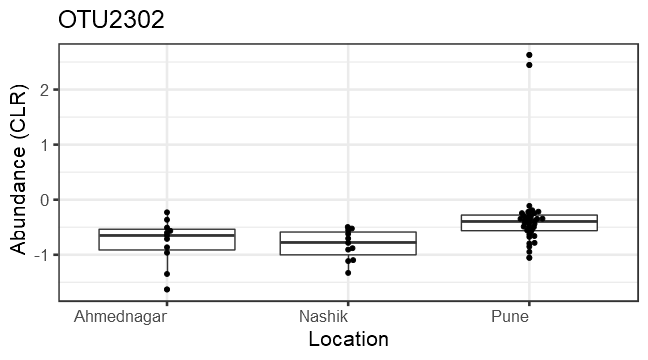 OTU2302
Abundance (CLR)
2
1
0
-1
Ahmednagar Nashik Pune
Location